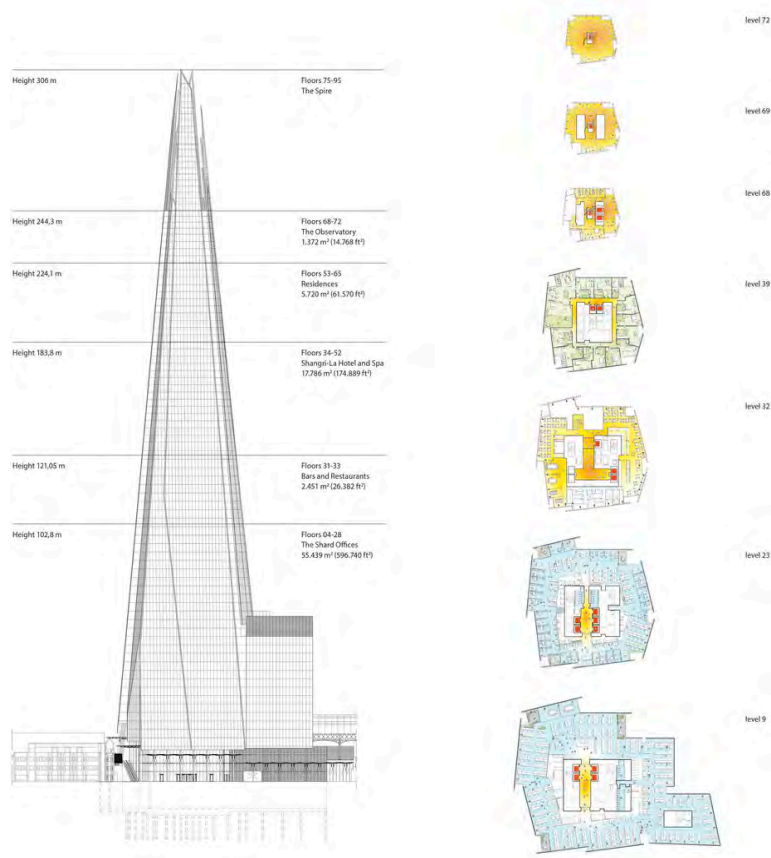 Height 306 m
Floors 75-95
The Spire
Height 244,3 m
Floors 68-72
The Observatory
1.372 m² (14.768 ft²)
Height 224,1 m
Floors 53-65
Residences
5.720 m² (61.570 ft²)
Height 183,8 m
Floors 34-52
Shangri-La Hotel and Spa
17.786 m² (174.889 ft²)
Height 121,05 m
Floors 31-33
Bars and Restaurants
2.451 m² (26.382 ft²)
Height 102,8 m
Floors 04-28
The Shard Offices
55.439 m² (596.740 ft²)
level 72
level 69
level 68
level 39
level 32
level 23
level 9